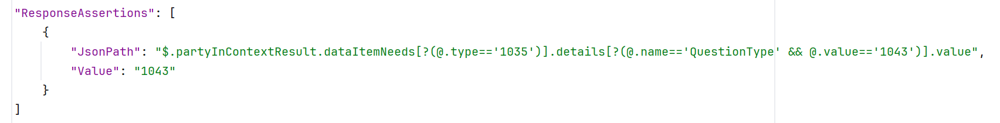 "ResponseAssertions": [
{
"JsonPath": "$.partyInContextResult.dataItemNeeds[?(@.type=='1035')].details[?(@.name=='QuestionType' && @.value=='1043')].value",
"Value": "1043"
}
]